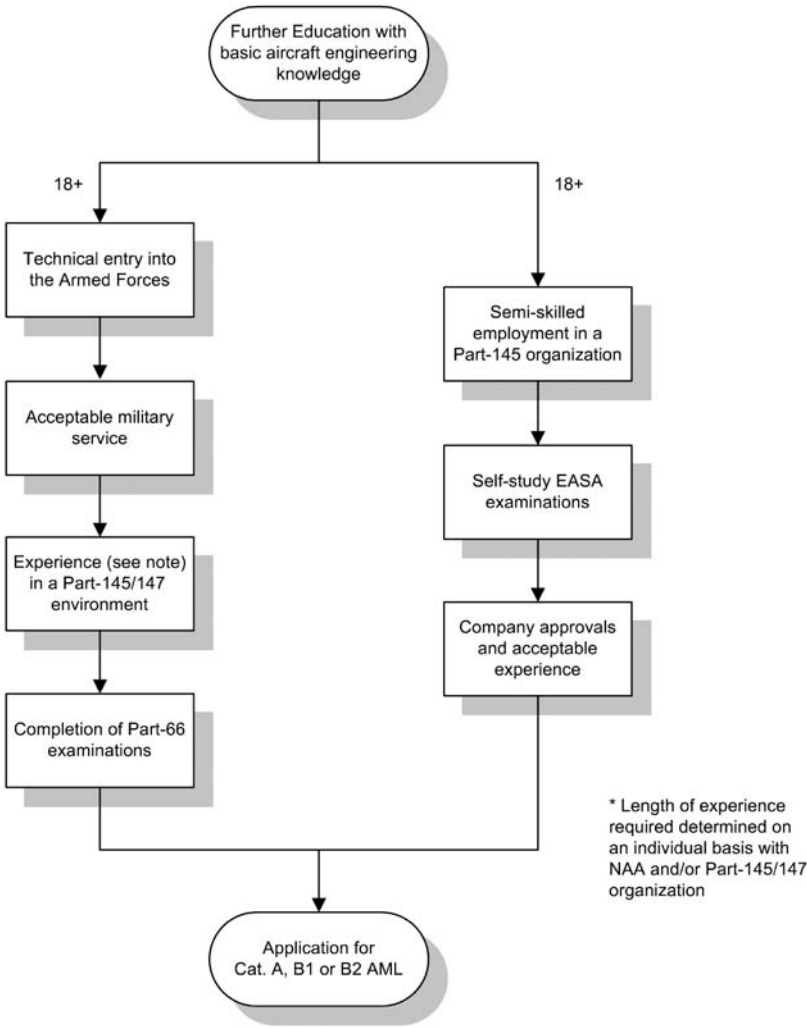 Further Education with
basic aircraft engineering
knowledge
18+
18+
Technical entry into
the Armed Forces
Semi-skilled
employment in a
Part-145 organization
Acceptable military
service
Self-study EASA
examinations
Experience (see note)
in a Part-145/147
environment
Company approvals
and acceptable
experience
Completion of Part-66
examinations
* Length of experience
required determined on
an individual basis with
NAA and/or Part-145/147
organization
Application for
Cat. A, B1 or B2 AML